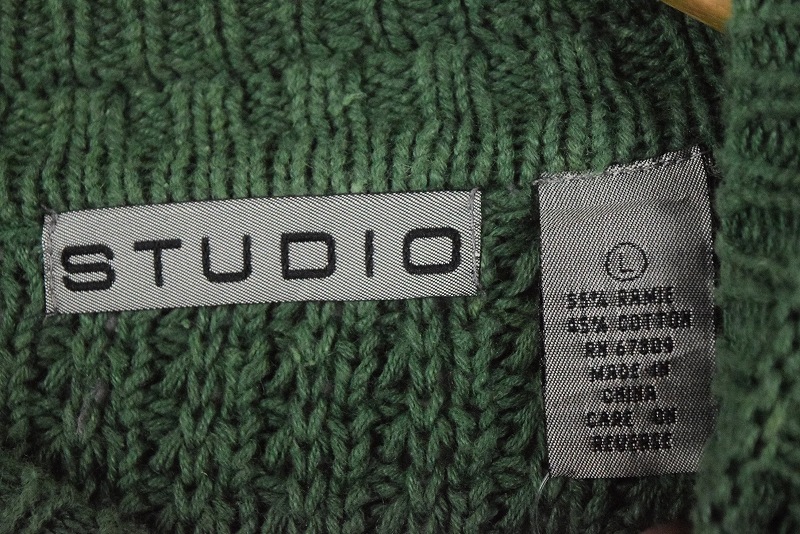 STUDIO
L
55% RAMIE
45% COTTON
RN 67809
MADE IN
CHINA
CARE ON
REVERSE